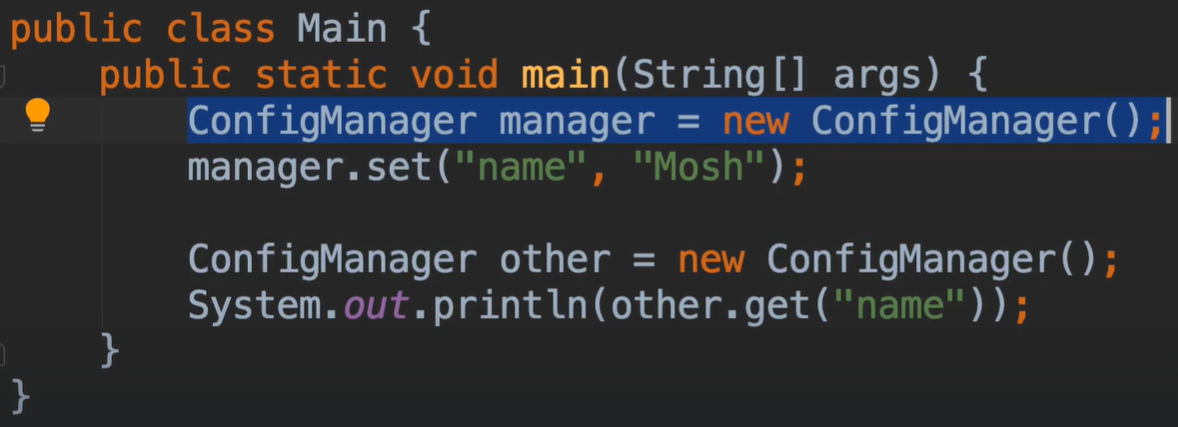 public class Main {
public static void main(String[] args) {
ConfigManager manager = new ConfigManager();
manager.set("name", "Mosh");
ConfigManager other = new ConfigManager();
System.out.println(other.get("name"));
}
}